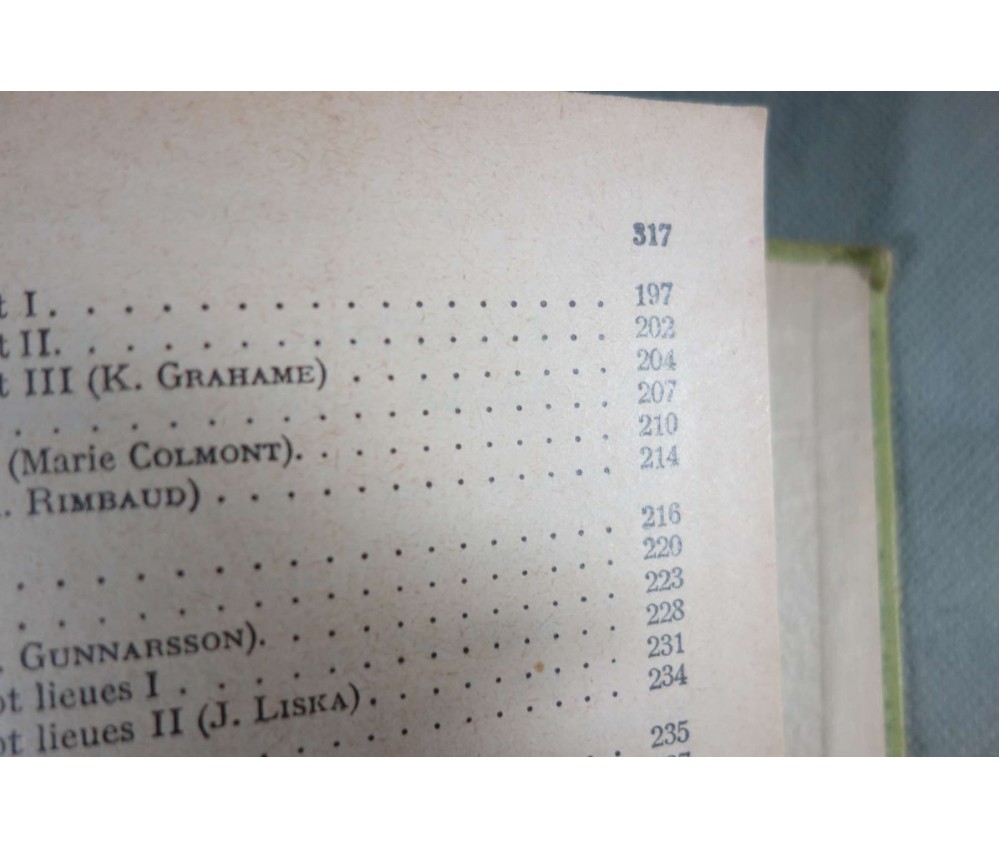 317
t I. . . . . . . . . . . . . . . . . . . 197
t II. . . . . . . . . . . . . . . . . . 202
t III (K. GRAHAME) . . . . . . . . . 204
. . . . . . . . . . . . . . . . . . . . 207
(Marie COLMONT). . . . . . . . . . 210
. RIMBAUD) . . . . . . . . . . . . 214
. . . . . . . . . . . . . . . . . . . 216
. . . . . . . . . . . . . . . . . . . 220
. GUNNARSSON). . . . . . . . . . . 223
ot lieues I . . . . . . . . . . . . . 228
ot lieues II (J. LISKA). . . . . . . . 231
. . . . . . . . . . . 234
. . 235